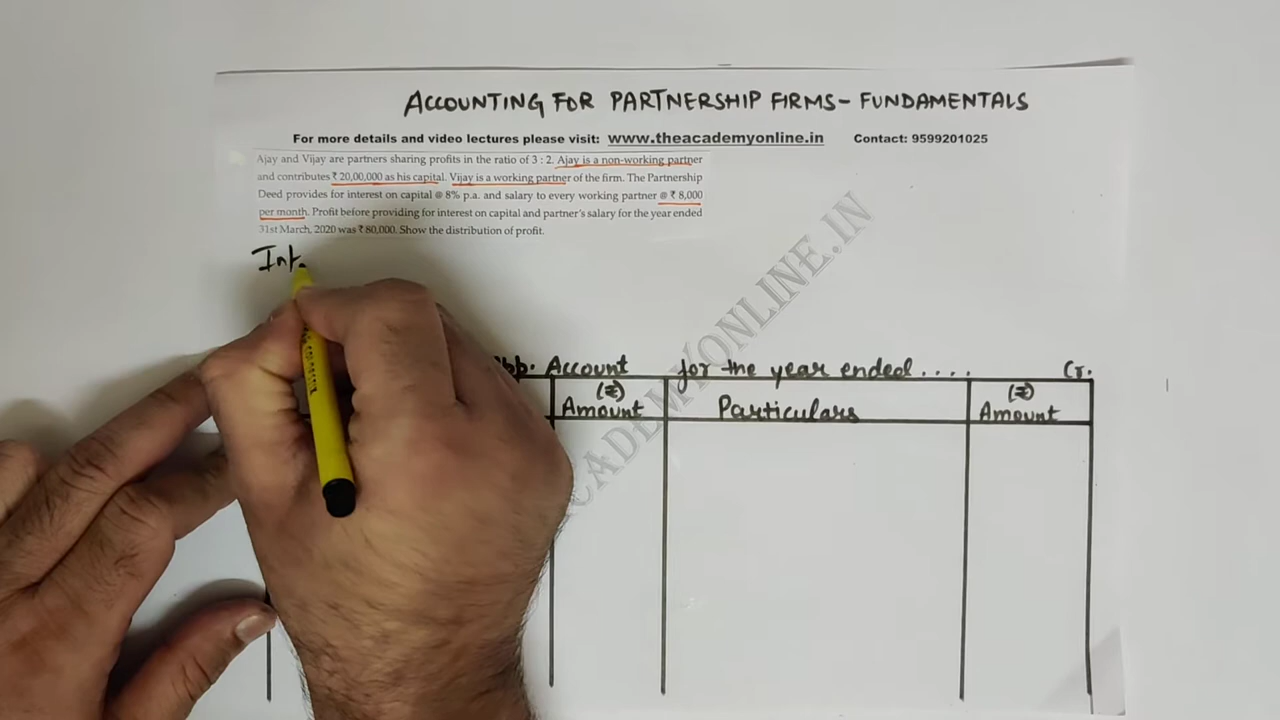 ACCOUNTING FOR PARTNERSHIP FIRMS- FUNDAMENTALS
For more details and video lectures please visit: www.theacademyonline.in Contact: 9599201025
Ajay and Vijay are partners sharing profits in the ratio of 3 : 2. Ajay is a non-working partner
and contributes ₹ 20,00,000 as his capital. Vijay is a working partner of the firm. The Partnership
Deed provides for interest on capital @ 8% p.a. and salary to every working partner @ ₹ 8,000
per month. Profit before providing for interest on capital and partner's salary for the year ended
31st March, 2020 was ₹ 80,000. Show the distribution of profit.
Int.
Account for the year ended.... Cr.
(₹) (₹)
Amount Particulars Amount
ACADEMYONLINE.IN